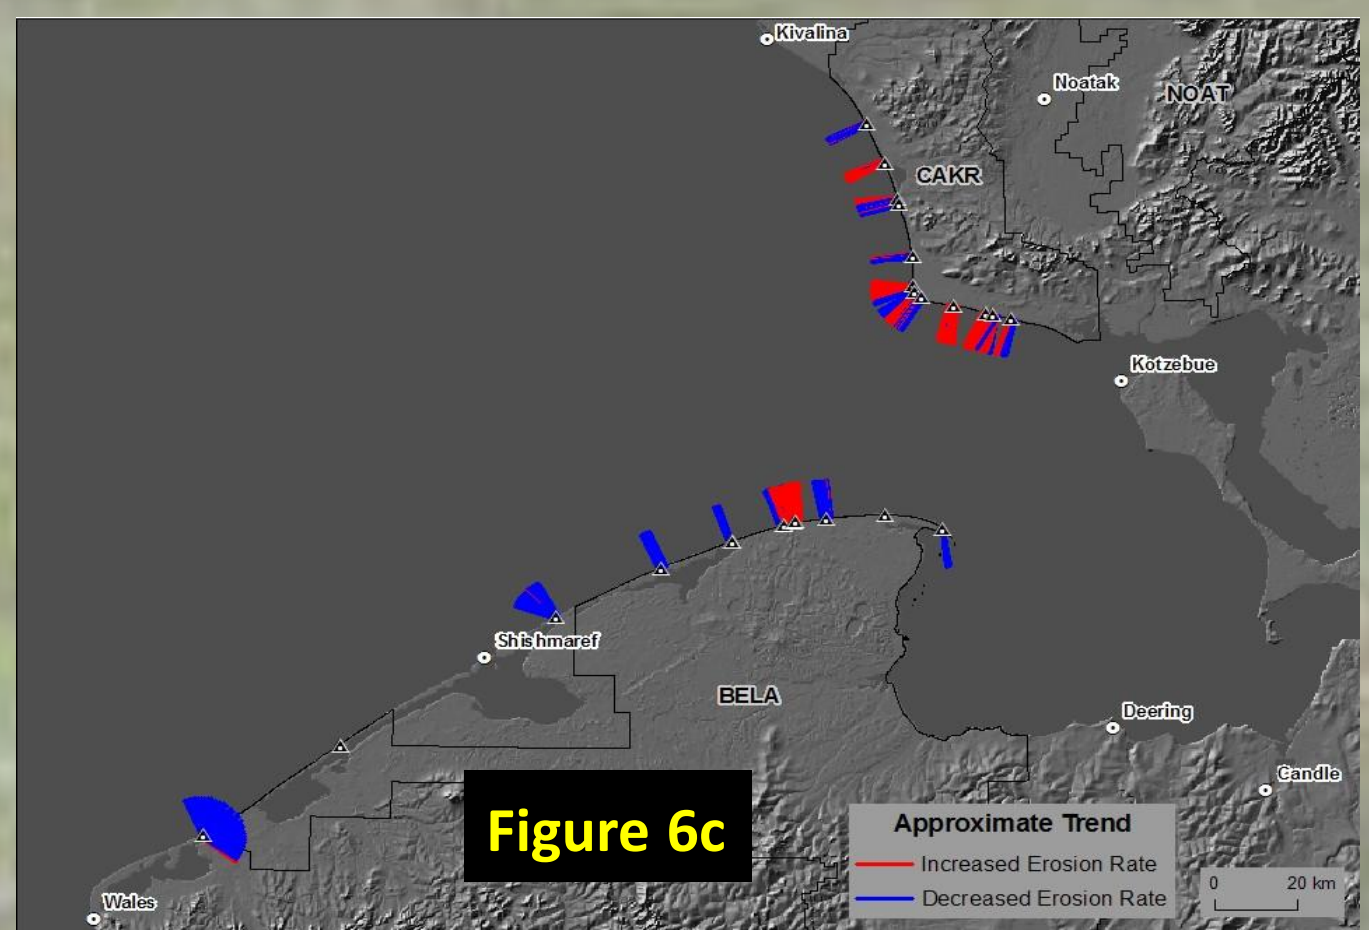 Kivalina
Noatak
NOAT
CAKR
Kotzebue
Shishmaref
BELA
Deering
Candle
Figure 6c
Approximate Trend
Increased Erosion Rate
Decreased Erosion Rate
0 20 km
Wales